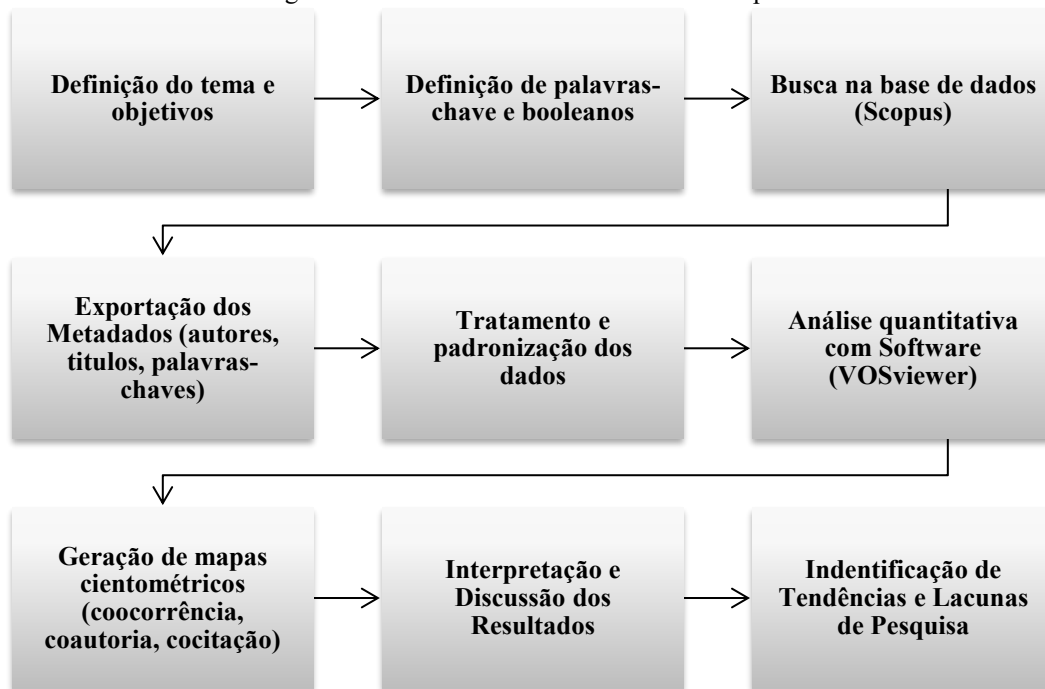 Definição do tema e
objetivos
Definição de palavras-
chave e booleanos
Busca na base de dados
(Scopus)
Exportação dos
Metadados (autores,
titulos, palavras-
chaves)
Tratamento e
padronização dos
dados
Análise quantitativa
com Software
(VOSviewer)
Geração de mapas
cientométricos
(coocorrência,
coautoria, cocitação)
Interpretação e
Discussão dos
Resultados
Indentificação de
Tendências e Lacunas
de Pesquisa